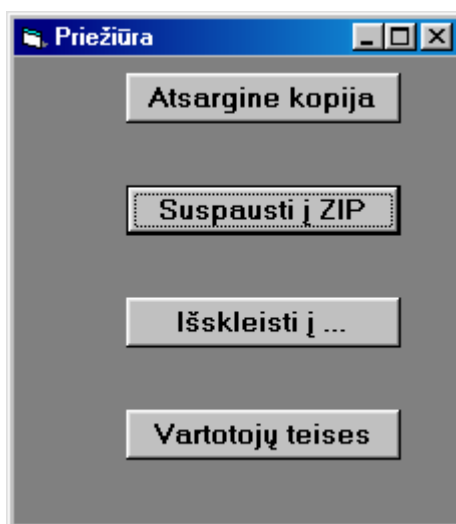 Priežiūra
Atsargine kopija
Suspausti į ZIP
Išskleisti į ...
Vartotojų teises